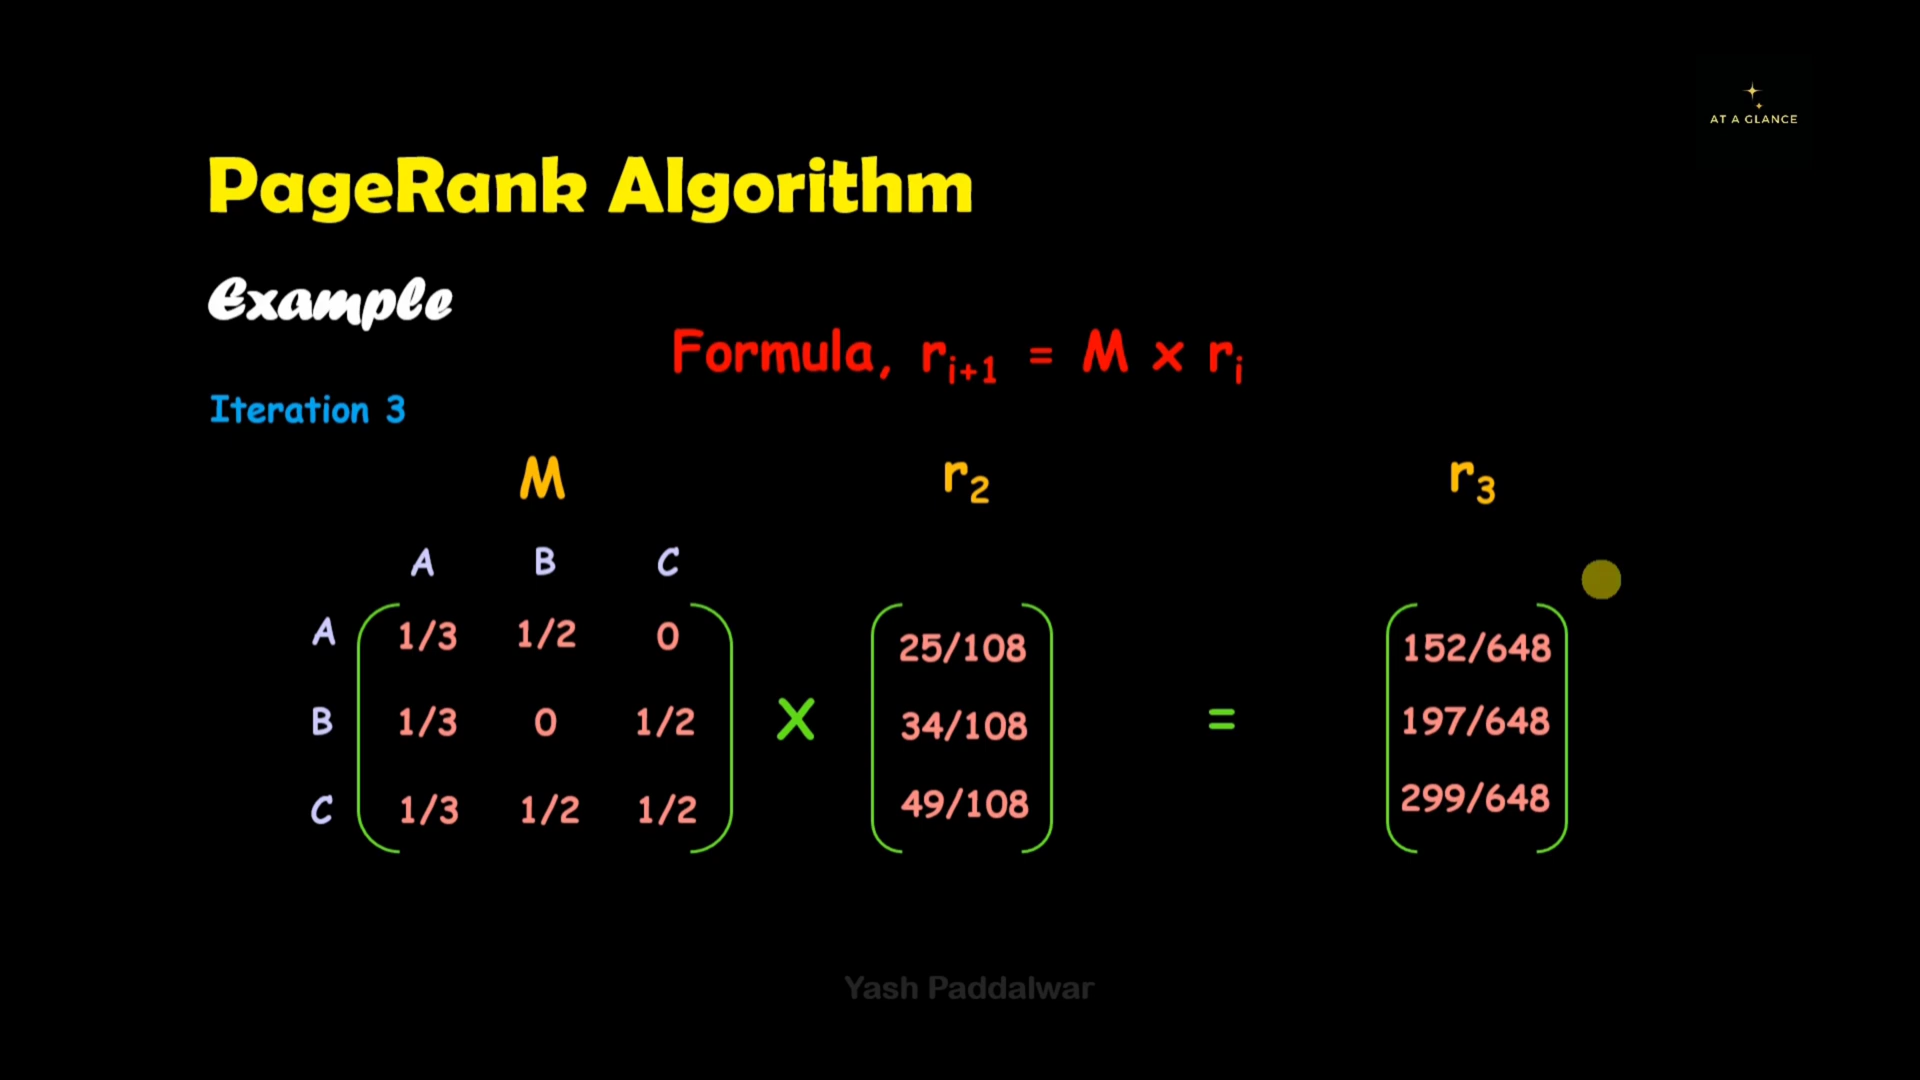 AT A GLANCE
PageRank Algorithm
Example
Formula, rᵢ₊₁ = M x rᵢ
Iteration 3
M r₂ r₃
A B C
A 1/3 1/2 0 25/108 152/648
B 1/3 0 1/2 X 34/108 = 197/648
C 1/3 1/2 1/2 49/108 299/648
Yash Paddalwar